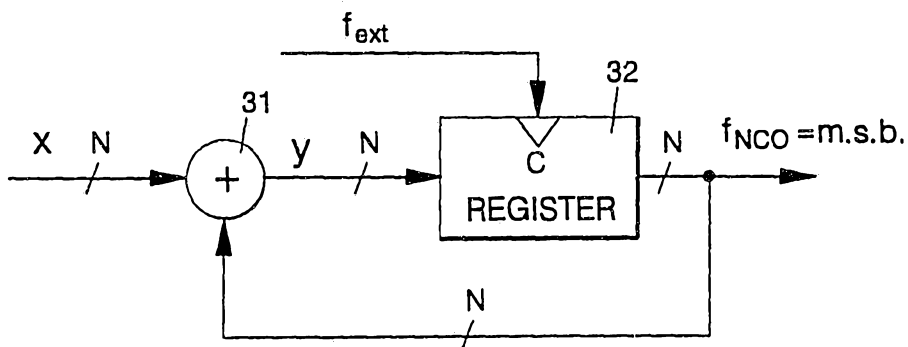 f_ext
31
32
X N
y N
N
f_NCO = m.s.b.
+
C
REGISTER
N